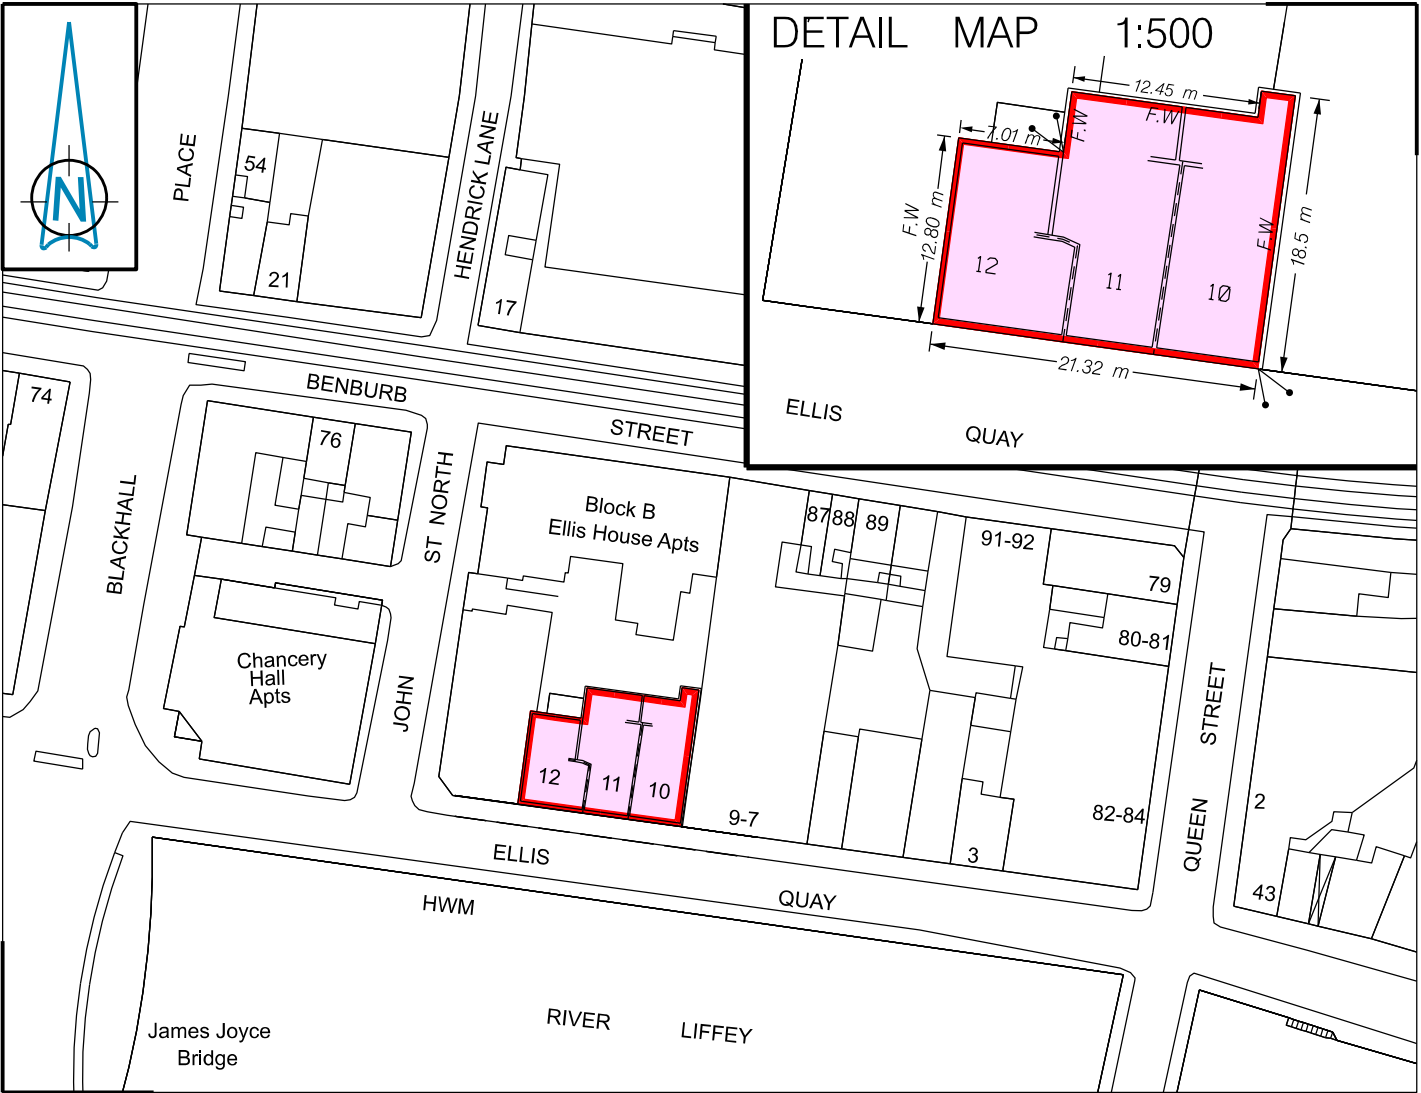 DETAIL MAP 1:500
12.45 m
F.W
F.W
7.01 m
F.W
12.80 m
F.W
18.5 m
12
11
10
21.32 m
ELLIS
QUAY
N
PLACE
HENDRICK LANE
54
21
17
74
BENBURB
STREET
76
BLACKHALL
ST NORTH
JOHN
Block B
Ellis House Apts
87
88
89
91-92
79
80-81
Chancery
Hall
Apts
STREET
QUEEN
12
11
10
9-7
82-84
2
3
43
ELLIS
QUAY
HWM
RIVER
LIFFEY
James Joyce
Bridge